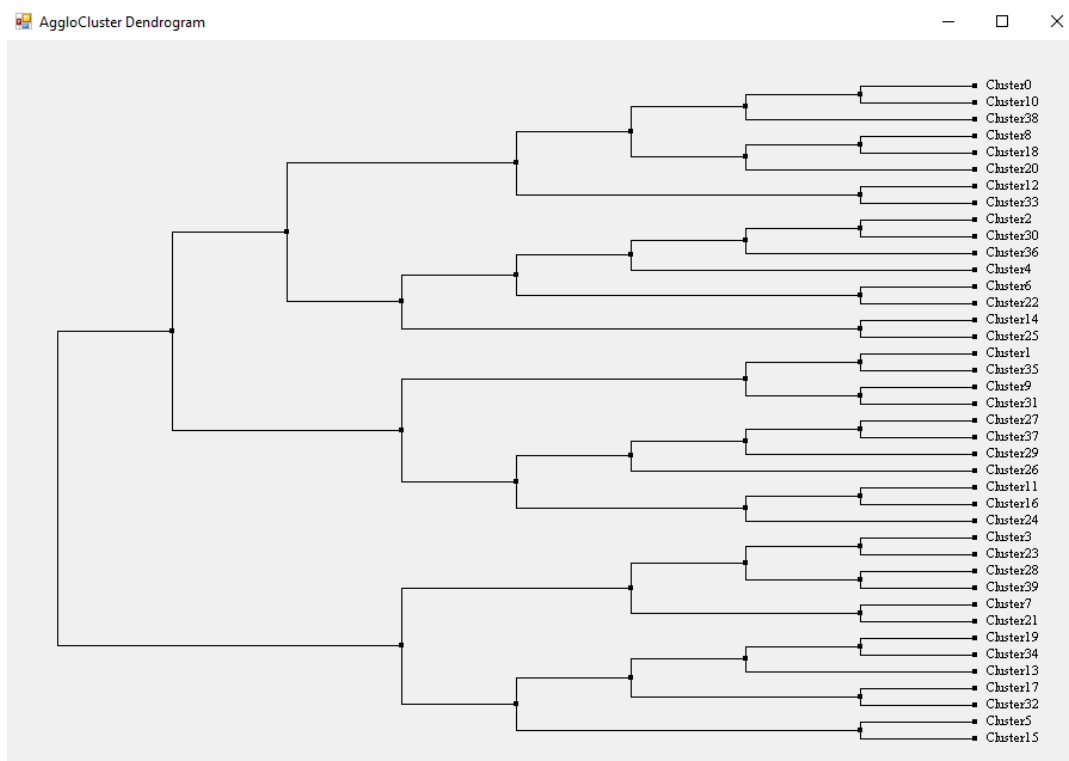 AggloCluster Dendrogram
Cluster0
Cluster10
Cluster38
Cluster8
Cluster18
Cluster20
Cluster12
Cluster33
Cluster2
Cluster30
Cluster36
Cluster4
Cluster6
Cluster22
Cluster14
Cluster25
Cluster1
Cluster35
Cluster9
Cluster31
Cluster27
Cluster37
Cluster29
Cluster26
Cluster11
Cluster16
Cluster24
Cluster3
Cluster23
Cluster28
Cluster39
Cluster7
Cluster21
Cluster19
Cluster34
Cluster13
Cluster17
Cluster32
Cluster5
Cluster15